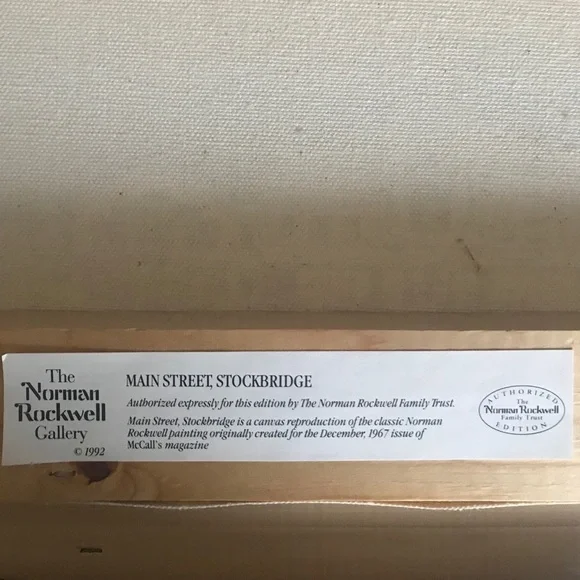 The
Norman
Rockwell
Gallery
© 1992
MAIN STREET, STOCKBRIDGE
Authorized expressly for this edition by The Norman Rockwell Family Trust.
Main Street, Stockbridge is a canvas reproduction of the classic Norman
Rockwell painting originally created for the December, 1967 issue of
McCall's magazine
AUTHORIZED
The
Norman Rockwell
Family Trust
EDITION